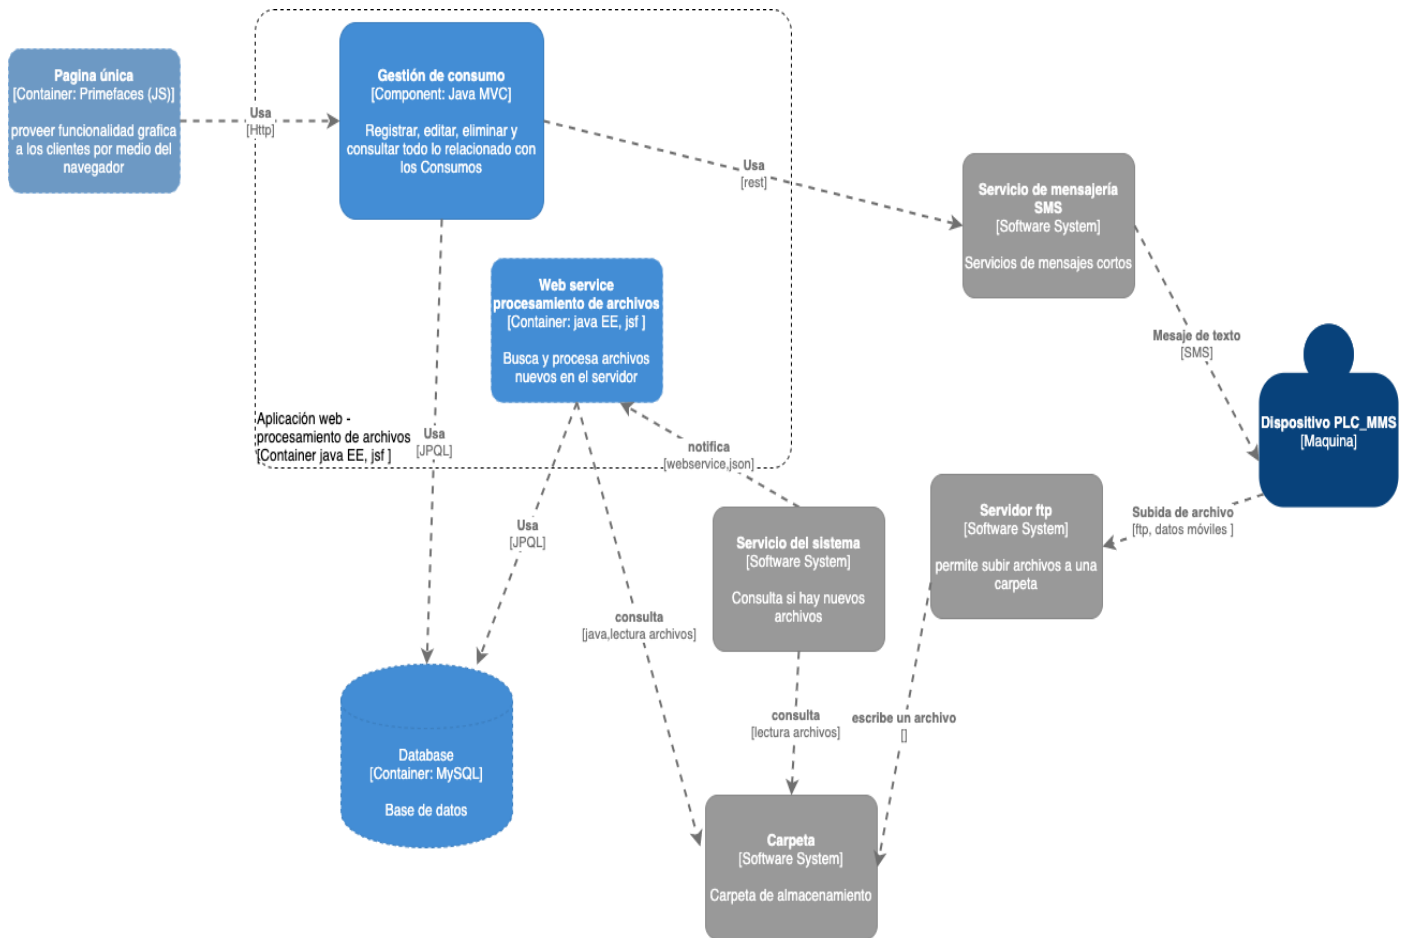 Pagina única
[Container: Primefaces (JS)]
proveer funcionalidad grafica
a los clientes por medio del
navegador
Usa
[Http]
Gestión de consumo
[Component: Java MVC]
Registrar, editar, eliminar y
consultar todo lo relacionado con
los Consumos
Usa
[rest]
Servicio de mensajería
SMS
[Software System]
Servicios de mensajes cortos
Web service
procesamiento de archivos
[Container: java EE, jsf ]
Busca y procesa archivos
nuevos en el servidor
Mesaje de texto
[SMS]
Dispositivo PLC_MMS
[Maquina]
Aplicación web -
procesamiento de archivos
[Container java EE, jsf ]
Usa
[JPQL]
notifica
[webservice,json]
Usa
[JPQL]
Servicio del sistema
[Software System]
Consulta si hay nuevos
archivos
Servidor ftp
[Software System]
permite subir archivos a una
carpeta
Subida de archivo
[ftp, datos móviles ]
consulta
[java,lectura archivos]
consulta
[lectura archivos]
escribe un archivo
[]
Database
[Container: MySQL]
Base de datos
Carpeta
[Software System]
Carpeta de almacenamiento